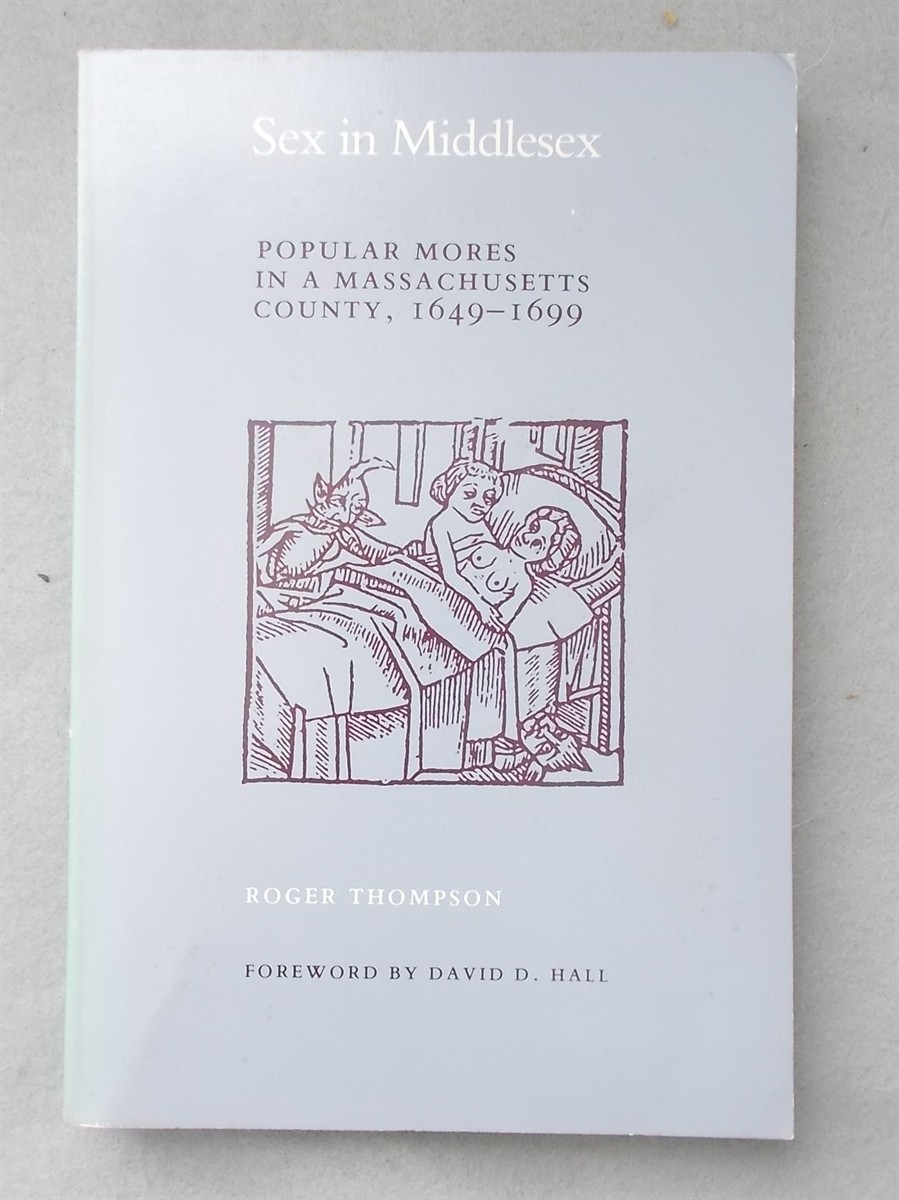 Sex in Middlesex
POPULAR MORES
IN A MASSACHUSETTS
COUNTY, 1649–1699
ROGER THOMPSON
FOREWORD BY DAVID D. HALL